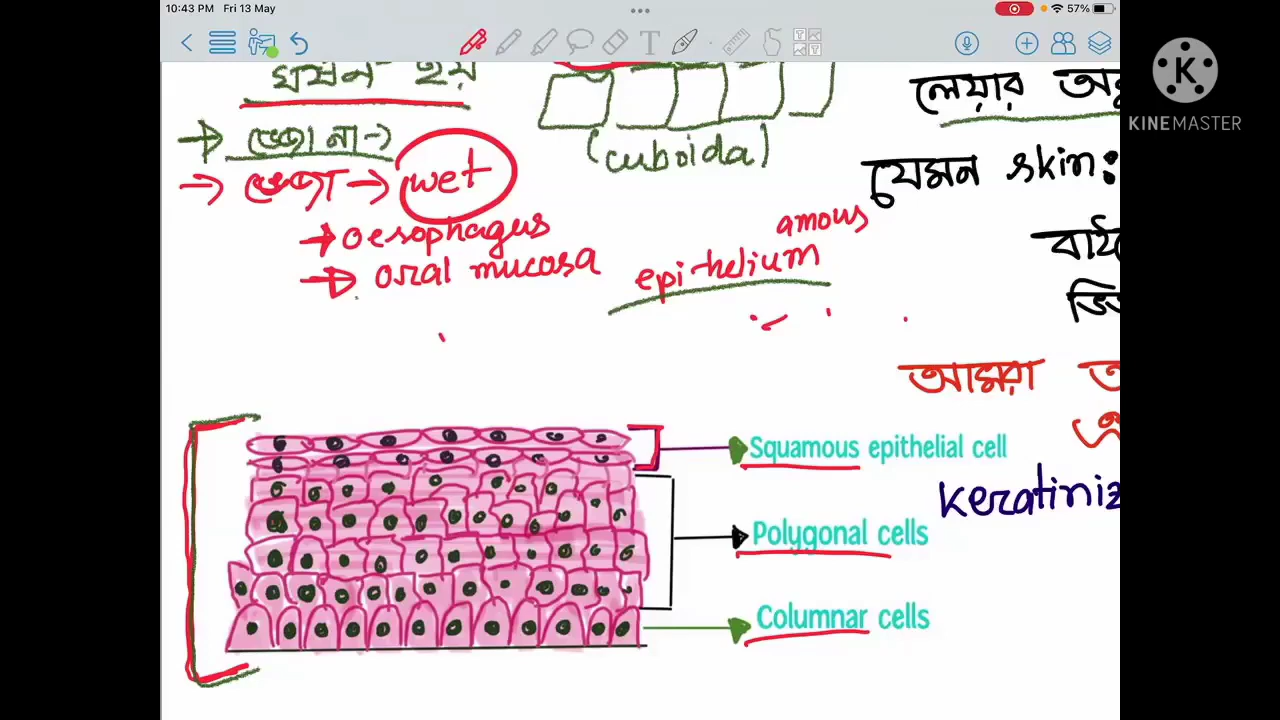 10:43 PM Fri 13 May
57%
KINEMASTER
যখন হয়
→ ভেজা না →
→ ভেজা → wet
→ oesophagus
→ oral mucosa
(cuboida)
amous
epithelium
লেয়ার
যেমন skin:
আমরা
keratiniz
Squamous epithelial cell
Polygonal cells
Columnar cells